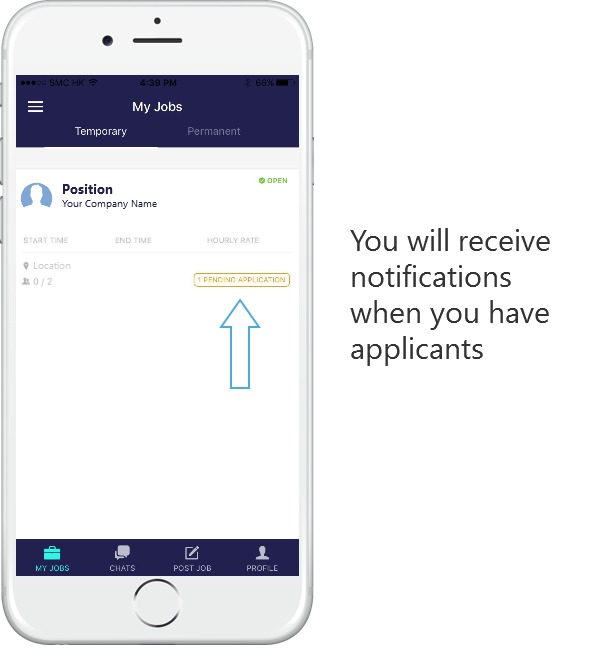 SMC HK 4:39 PM 65%
My Jobs
Temporary Permanent
OPEN
Position
Your Company Name
START TIME END TIME HOURLY RATE
Location
0 / 2
1 PENDING APPLICATION
You will receive
notifications
when you have
applicants
MY JOBS CHATS POST JOB PROFILE